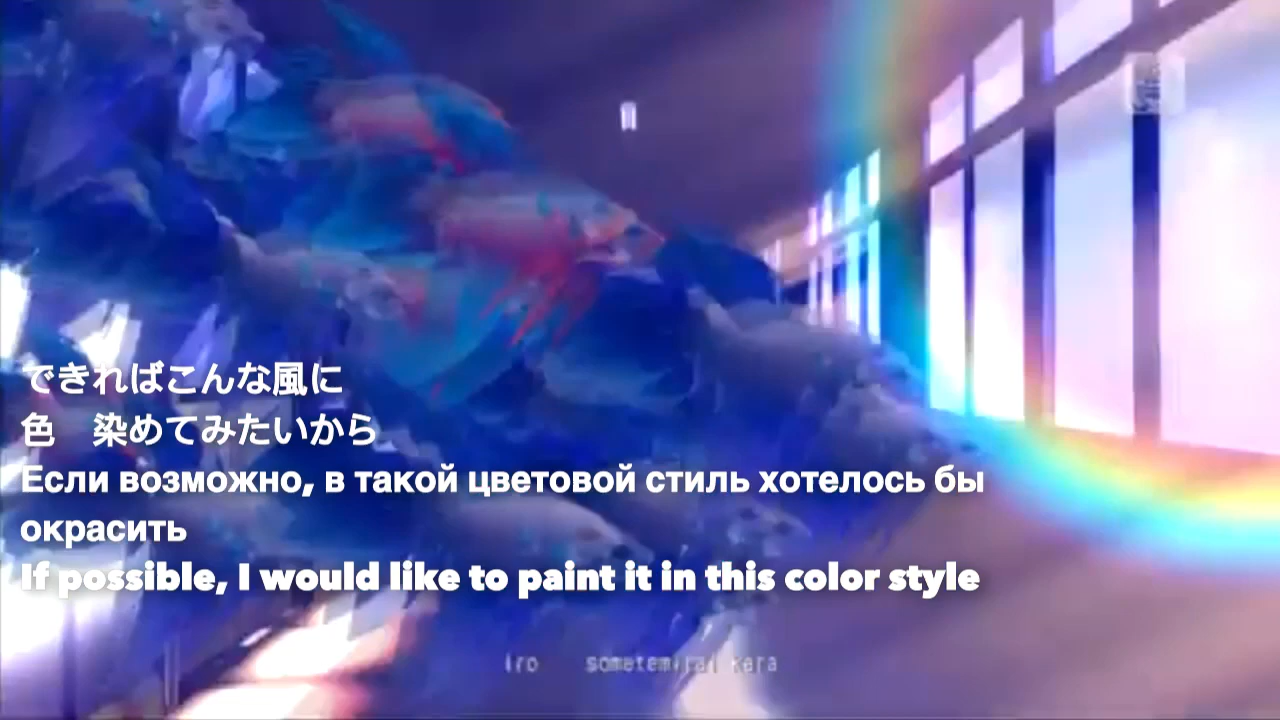 できればこんな風に
色　染めてみたいから
Если возможно, в такой цветовой стиль хотелось бы
окрасить
If possible, I would like to paint it in this color style
iro somatemitai kara